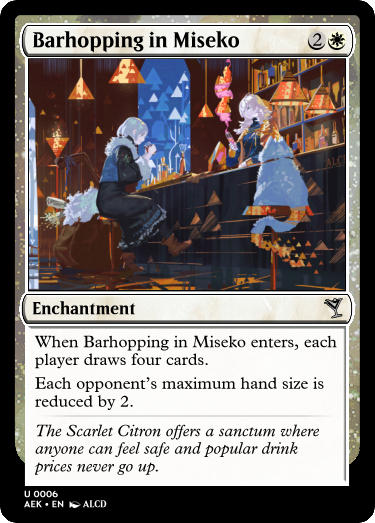 Barhopping in Miseko 2
Enchantment
When Barhopping in Miseko enters, each
player draws four cards.
Each opponent's maximum hand size is
reduced by 2.
The Scarlet Citron offers a sanctum where
anyone can feel safe and popular drink
prices never go up.
U 0006
AEK • EN ALCD